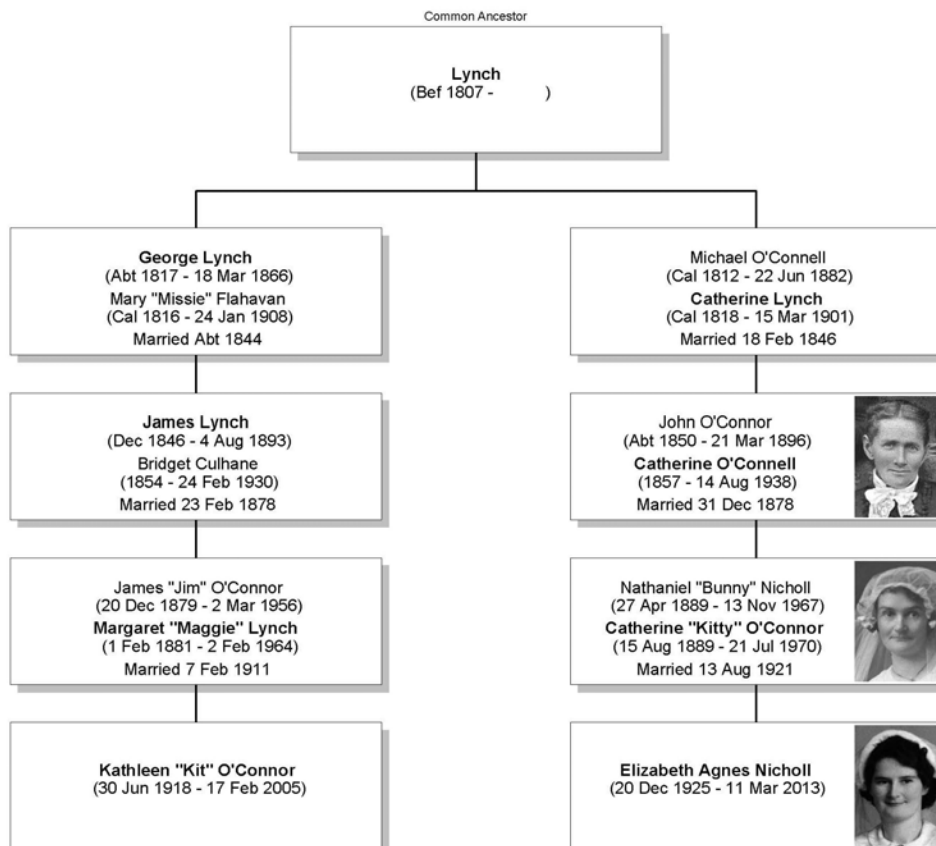 Common Ancestor
Lynch
(Bef 1807 - )
George Lynch
(Abt 1817 - 18 Mar 1866)
Mary "Missie" Flahavan
(Cal 1816 - 24 Jan 1908)
Married Abt 1844
Michael O'Connell
(Cal 1812 - 22 Jun 1882)
Catherine Lynch
(Cal 1818 - 15 Mar 1901)
Married 18 Feb 1846
James Lynch
(Dec 1846 - 4 Aug 1893)
Bridget Culhane
(1854 - 24 Feb 1930)
Married 23 Feb 1878
John O'Connor
(Abt 1850 - 21 Mar 1896)
Catherine O'Connell
(1857 - 14 Aug 1938)
Married 31 Dec 1878
James "Jim" O'Connor
(20 Dec 1879 - 2 Mar 1956)
Margaret "Maggie" Lynch
(1 Feb 1881 - 2 Feb 1964)
Married 7 Feb 1911
Nathaniel "Bunny" Nicholl
(27 Apr 1889 - 13 Nov 1967)
Catherine "Kitty" O'Connor
(15 Aug 1889 - 21 Jul 1970)
Married 13 Aug 1921
Kathleen "Kit" O'Connor
(30 Jun 1918 - 17 Feb 2005)
Elizabeth Agnes Nicholl
(20 Dec 1925 - 11 Mar 2013)